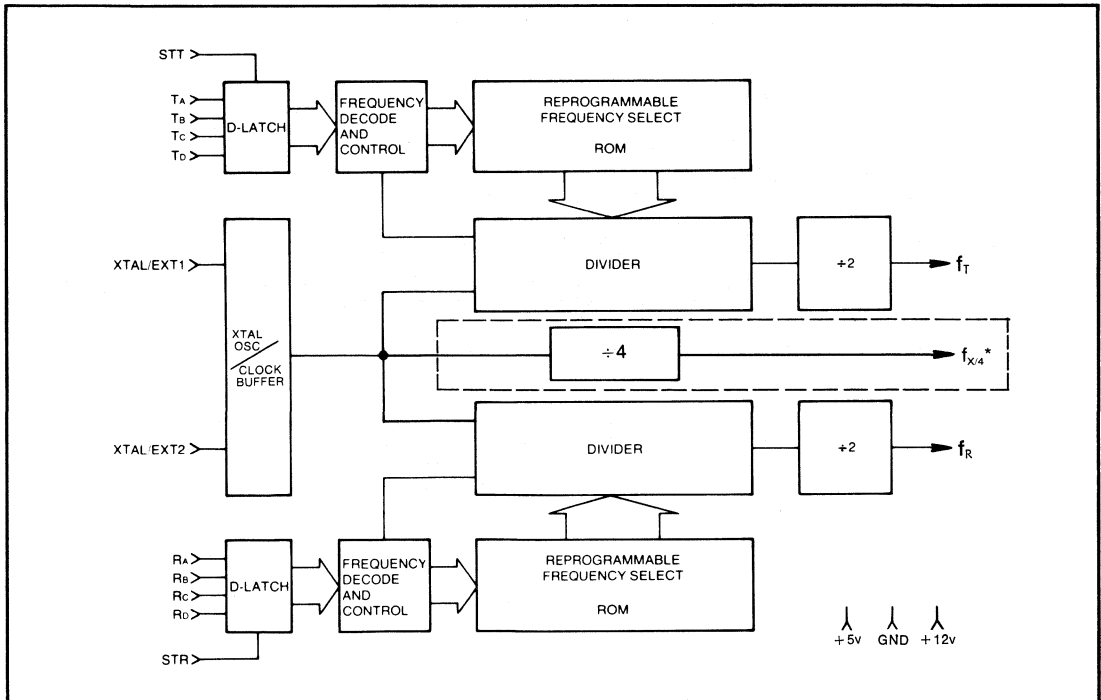 STT
TA
TB
TC
TD
D-LATCH
FREQUENCY
DECODE
AND
CONTROL
REPROGRAMMABLE
FREQUENCY SELECT
ROM
XTAL/EXT1
XTAL
OSC
CLOCK
BUFFER
XTAL/EXT2
DIVIDER
÷2
fT
÷4
fX/4*
DIVIDER
÷2
fR
RA
RB
RC
RD
D-LATCH
STR
FREQUENCY
DECODE
AND
CONTROL
REPROGRAMMABLE
FREQUENCY SELECT
ROM
+5v GND +12v